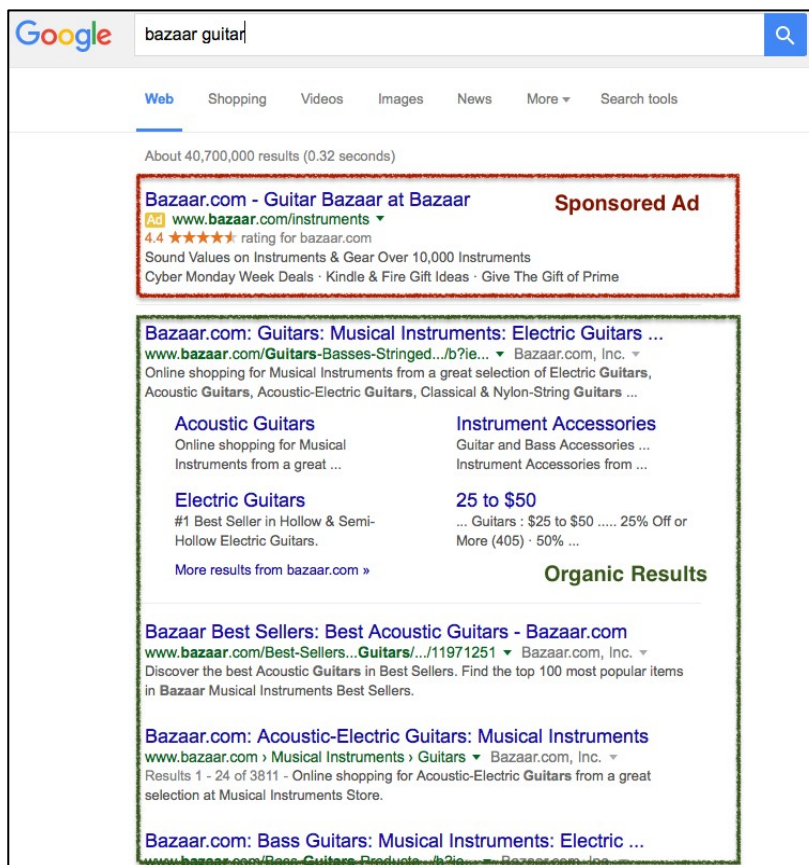 Google
bazaar guitar
Web Shopping Videos Images News More Search tools
About 40,700,000 results (0.32 seconds)
Bazaar.com - Guitar Bazaar at Bazaar
Sponsored Ad
Ad www.bazaar.com/instruments
4.4 ★★★★★ rating for bazaar.com
Sound Values on Instruments & Gear Over 10,000 Instruments
Cyber Monday Week Deals · Kindle & Fire Gift Ideas · Give The Gift of Prime
Bazaar.com: Guitars: Musical Instruments: Electric Guitars ...
www.bazaar.com/Guitars-Basses-Stringed.../b?ie... Bazaar.com, Inc.
Online shopping for Musical Instruments from a great selection of Electric Guitars,
Acoustic Guitars, Acoustic-Electric Guitars, Classical & Nylon-String Guitars ...
Acoustic Guitars
Online shopping for Musical
Instruments from a great ...
Instrument Accessories
Guitar and Bass Accessories ...
Instrument Accessories from ...
Electric Guitars
#1 Best Seller in Hollow & Semi-
Hollow Electric Guitars.
25 to $50
... Guitars : $25 to $50 ..... 25% Off or
More (405) · 50% ...
More results from bazaar.com »
Organic Results
Bazaar Best Sellers: Best Acoustic Guitars - Bazaar.com
www.bazaar.com/Best-Sellers...Guitars/.../11971251 Bazaar.com, Inc.
Discover the best Acoustic Guitars in Best Sellers. Find the top 100 most popular items
in Bazaar Musical Instruments Best Sellers.
Bazaar.com: Acoustic-Electric Guitars: Musical Instruments
www.bazaar.com › Musical Instruments › Guitars Bazaar.com, Inc.
Results 1 - 24 of 3811 - Online shopping for Acoustic-Electric Guitars from a great
selection at Musical Instruments Store.
Bazaar.com: Bass Guitars: Musical Instruments: Electric ...
www.bazaar.com/Bass-Guitars-Products.../b?ie... Bazaar.com, Inc.